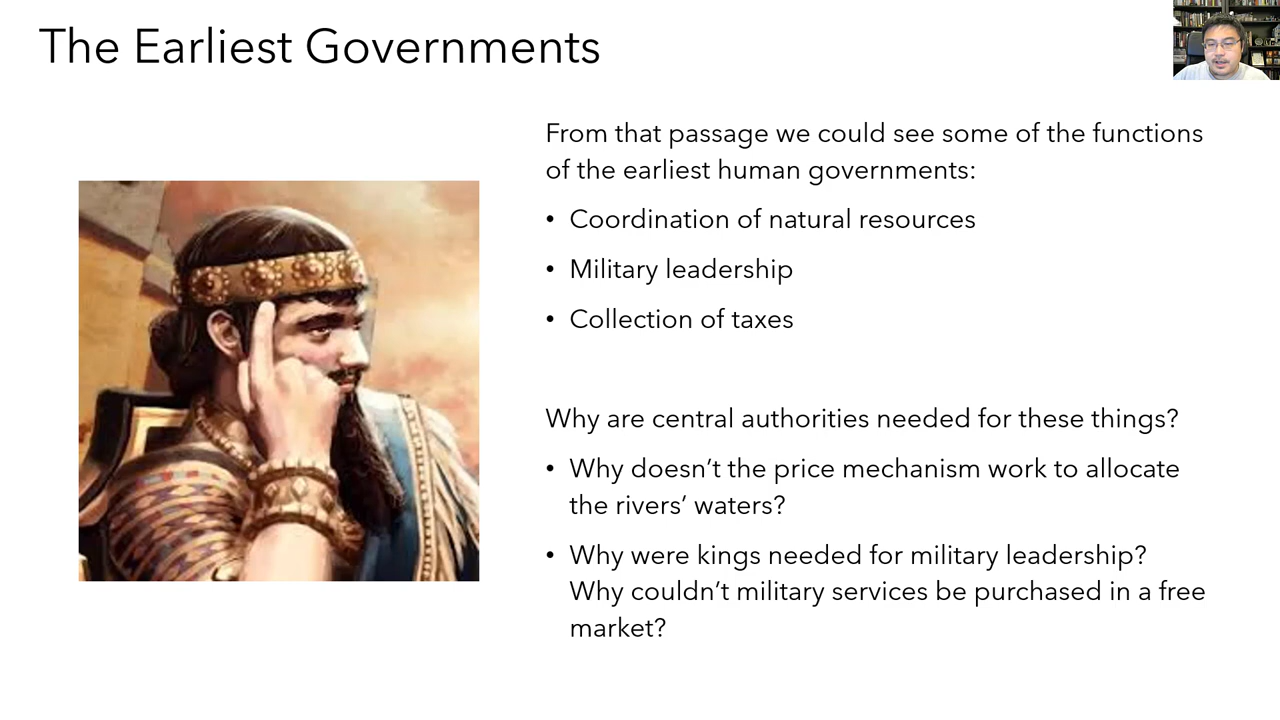 The Earliest Governments
From that passage we could see some of the functions
of the earliest human governments:
• Coordination of natural resources
• Military leadership
• Collection of taxes
Why are central authorities needed for these things?
• Why doesn’t the price mechanism work to allocate
the rivers’ waters?
• Why were kings needed for military leadership?
Why couldn’t military services be purchased in a free
market?